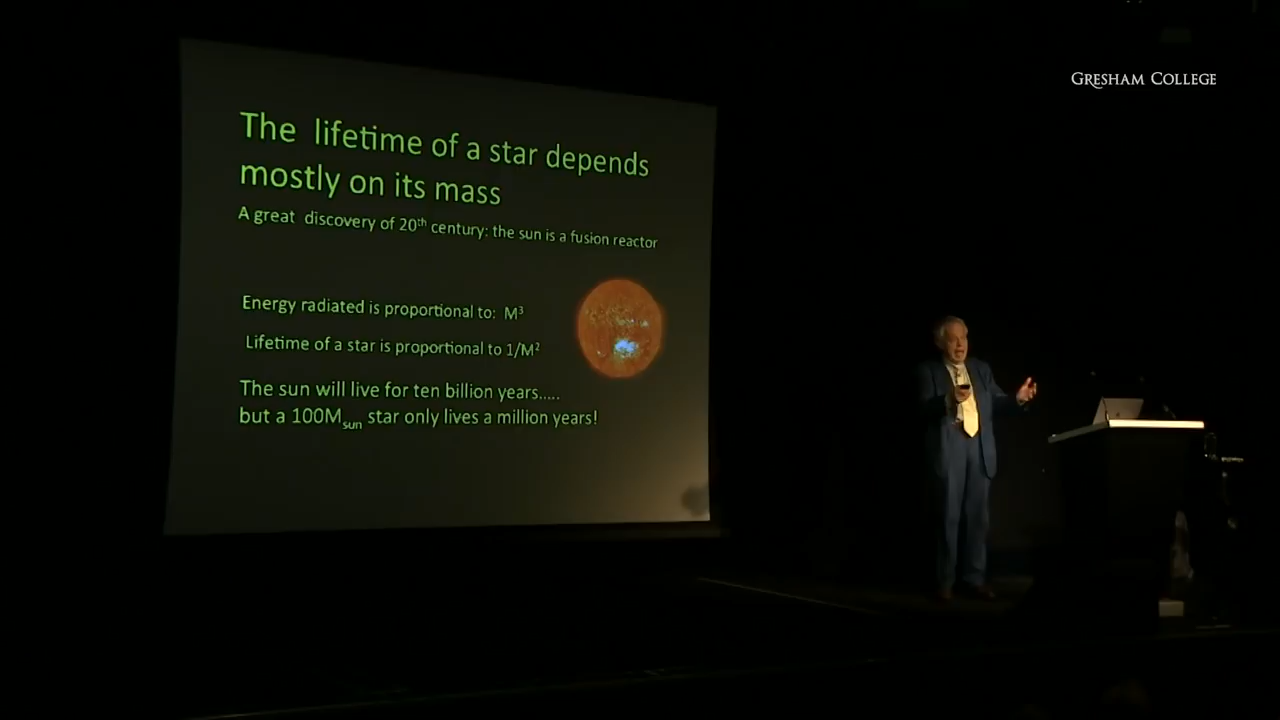 GRESHAM COLLEGE
The lifetime of a star depends
mostly on its mass
A great discovery of 20th century: the sun is a fusion reactor
Energy radiated is proportional to: M³
Lifetime of a star is proportional to 1/M²
The sun will live for ten billion years.....
but a 100Msun star only lives a million years!